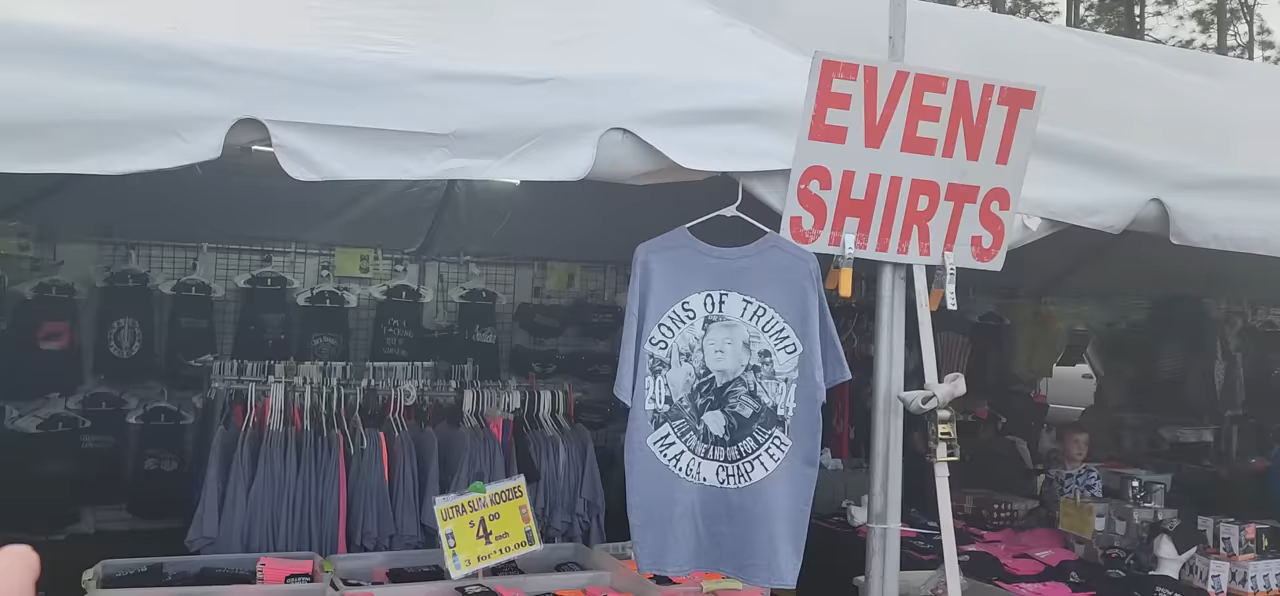 EVENT
SHIRTS
SONS OF TRUMP
20 24
ALL FOR ONE AND ONE FOR ALL
M.A.G.A. CHAPTER
ULTRA SLIM KOOZIES
$4.00
each
3 for $10.00
I'M A